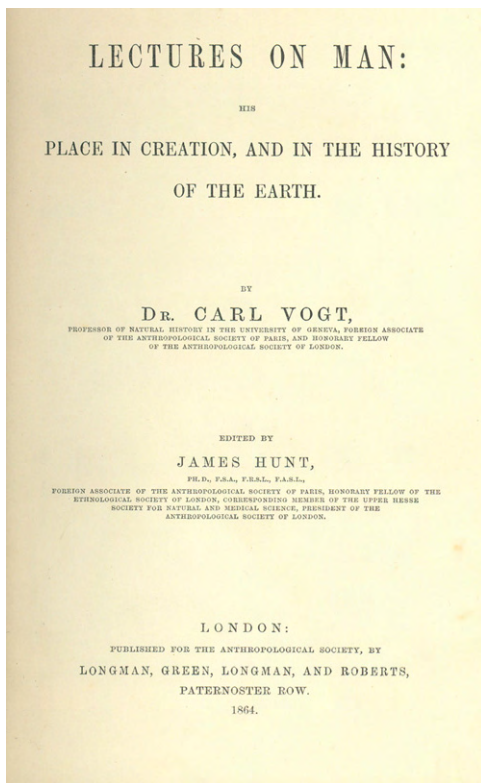 LECTURES ON MAN:
HIS
PLACE IN CREATION, AND IN THE HISTORY
OF THE EARTH.
BY
DR. CARL VOGT,
PROFESSOR OF NATURAL HISTORY IN THE UNIVERSITY OF GENEVA, FOREIGN ASSOCIATE
OF THE ANTHROPOLOGICAL SOCIETY OF PARIS, AND HONORARY FELLOW
OF THE ANTHROPOLOGICAL SOCIETY OF LONDON.
EDITED BY
JAMES HUNT,
PH.D., F.S.A., F.R.S.L., F.A.S.L.,
FOREIGN ASSOCIATE OF THE ANTHROPOLOGICAL SOCIETY OF PARIS, HONORARY FELLOW OF THE
ETHNOLOGICAL SOCIETY OF LONDON, CORRESPONDING MEMBER OF THE UPPER HESSE
SOCIETY FOR NATURAL AND MEDICAL SCIENCE, PRESIDENT OF THE
ANTHROPOLOGICAL SOCIETY OF LONDON.
LONDON:
PUBLISHED FOR THE ANTHROPOLOGICAL SOCIETY, BY
LONGMAN, GREEN, LONGMAN, AND ROBERTS,
PATERNOSTER ROW.
1864.